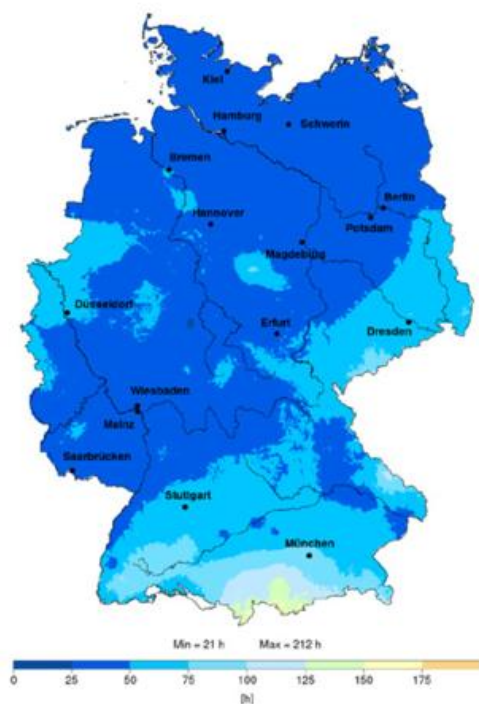 Kiel
Hamburg
Schwerin
Bremen
Hannover
Berlin
Potsdam
Magdeburg
Düsseldorf
Erfurt
Dresden
Wiesbaden
Mainz
Saarbrücken
Stuttgart
München
Min = 21 h Max = 212 h
0 25 50 75 100 125 150 175 200
[h]